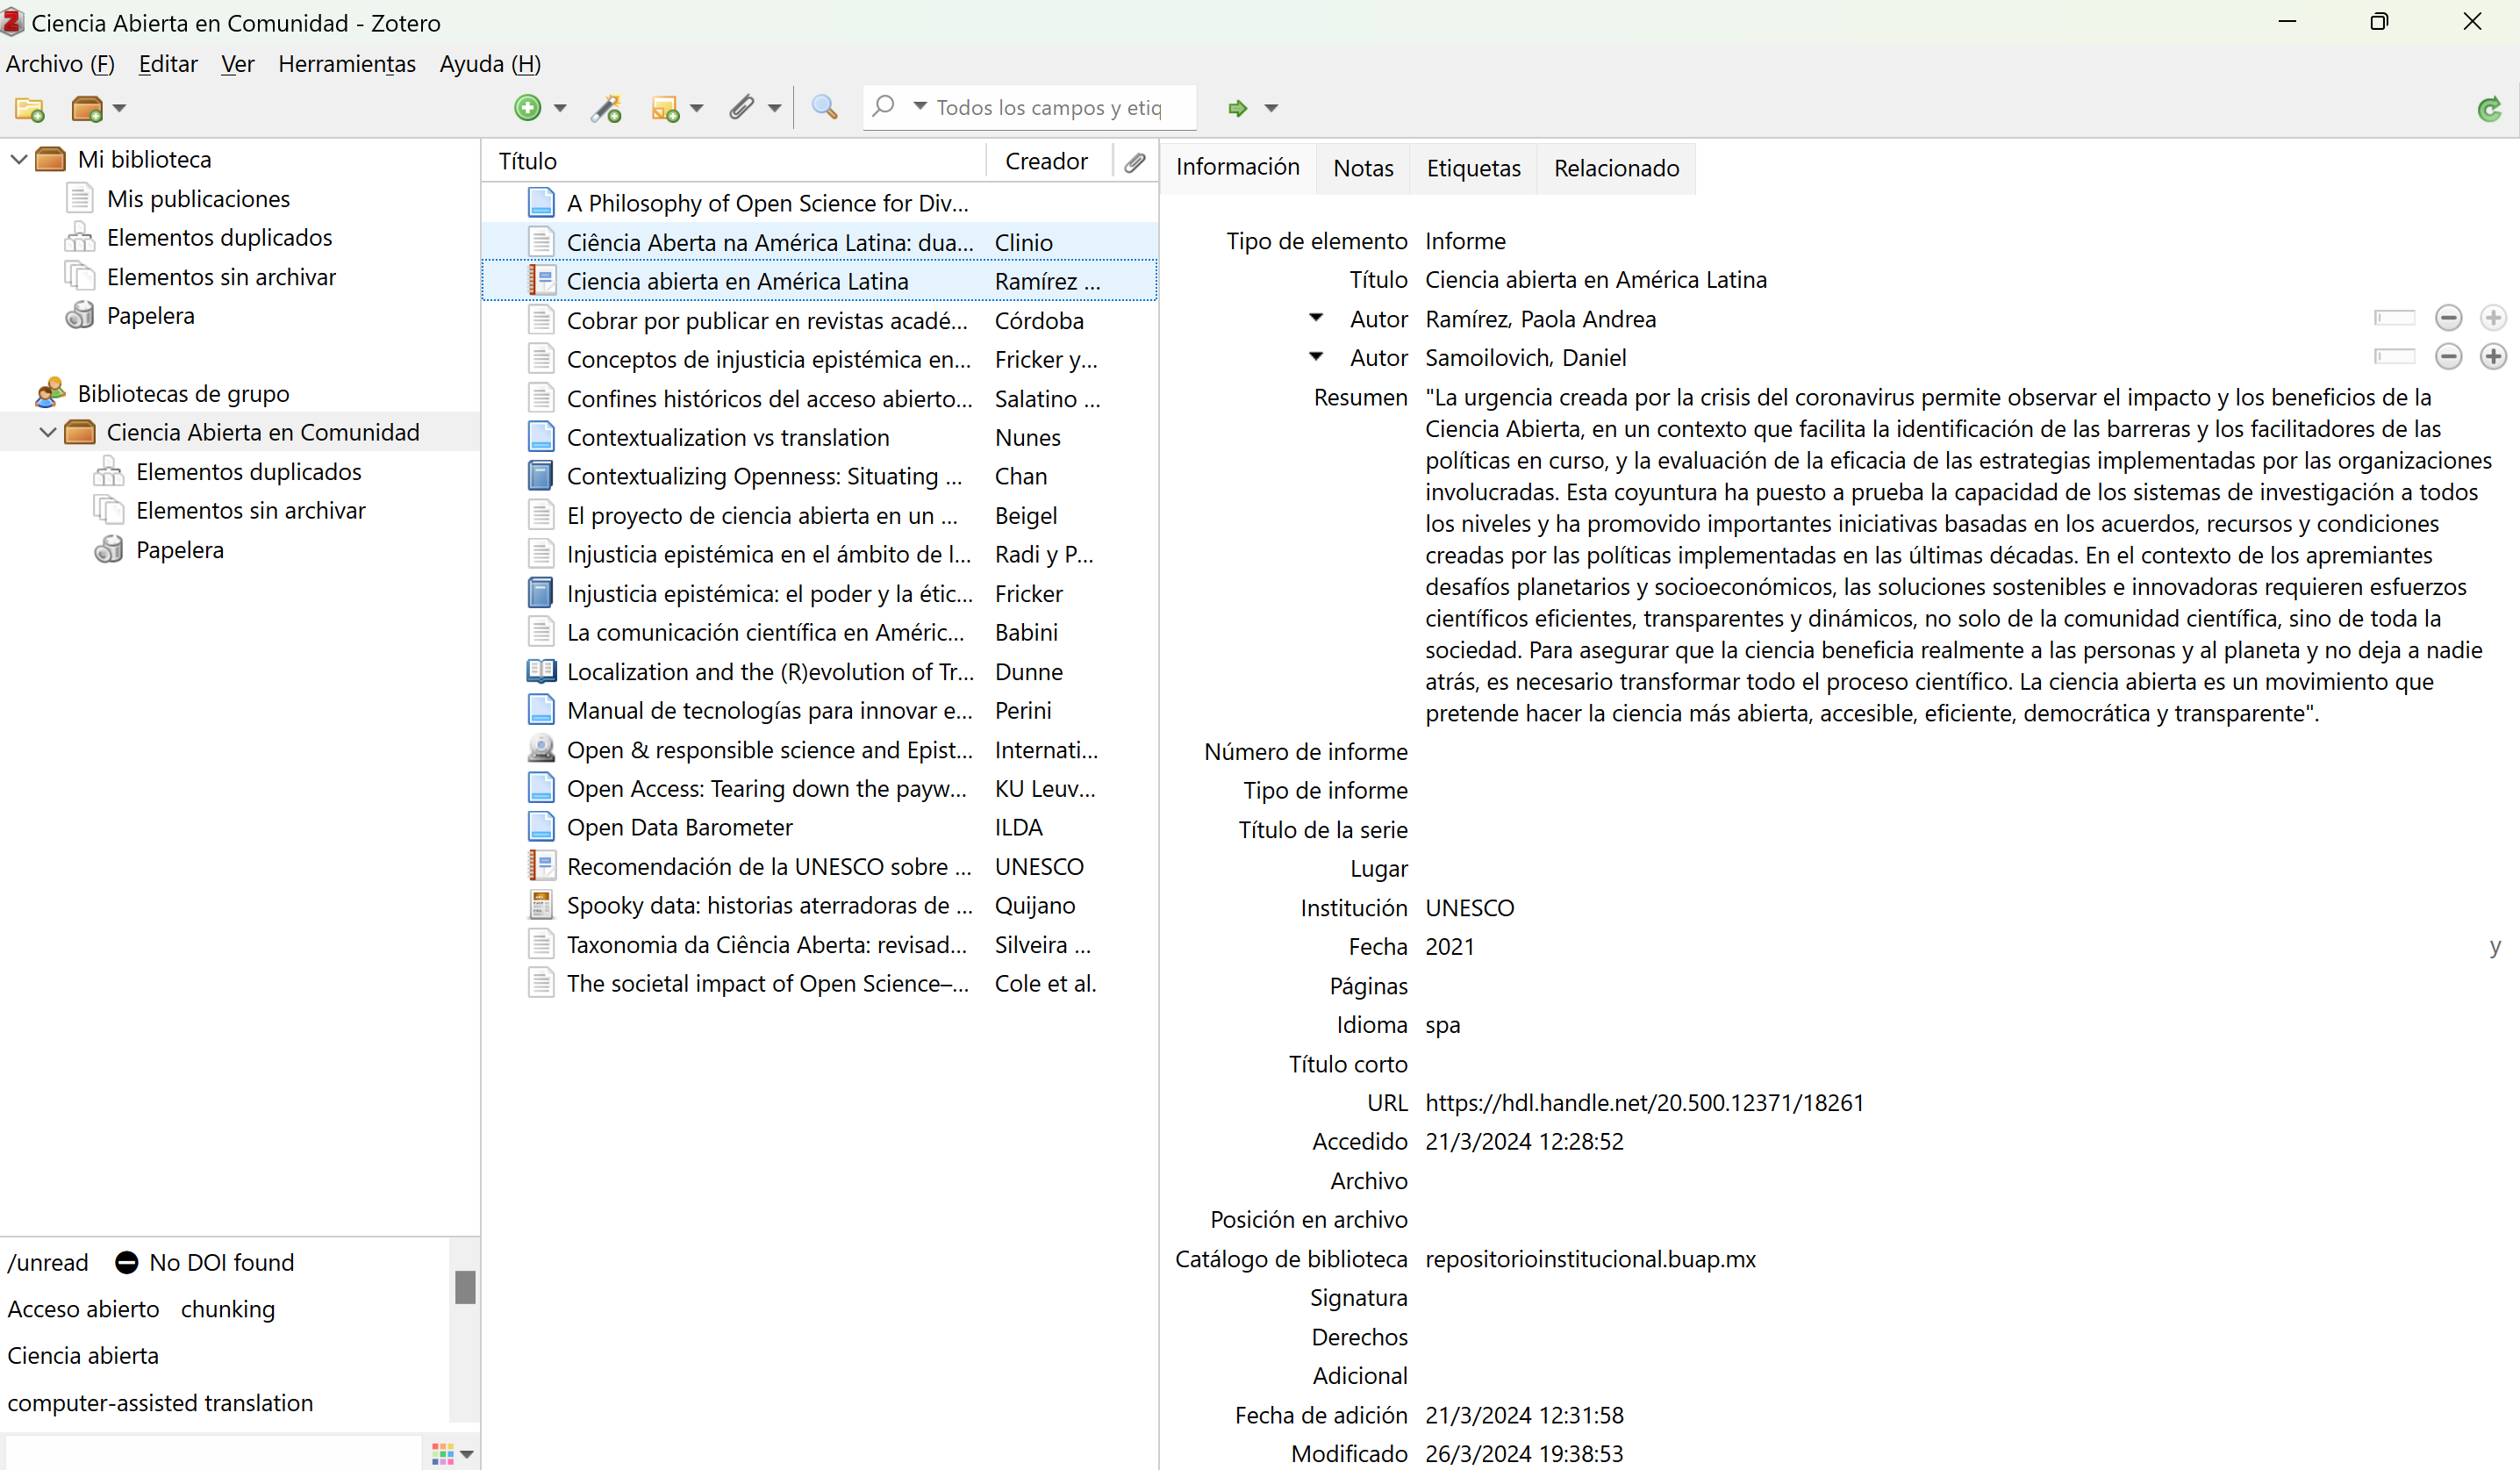 Ciencia Abierta en Comunidad - Zotero
Archivo (F) Editar Ver Herramientas Ayuda (H)
Todos los campos y etiq
Mi biblioteca
Mis publicaciones
Elementos duplicados
Elementos sin archivar
Papelera
Bibliotecas de grupo
Ciencia Abierta en Comunidad
Elementos duplicados
Elementos sin archivar
Papelera
/unread No DOI found
Acceso abierto chunking
Ciencia abierta
computer-assisted translation
Título Creador
A Philosophy of Open Science for Div...
Ciência Aberta na América Latina: dua... Clinio
Ciencia abierta en América Latina Ramírez ...
Cobrar por publicar en revistas acadé... Córdoba
Conceptos de injusticia epistémica en... Fricker y...
Confines históricos del acceso abierto... Salatino ...
Contextualization vs translation Nunes
Contextualizing Openness: Situating ... Chan
El proyecto de ciencia abierta en un ... Beigel
Injusticia epistémica en el ámbito de l... Radi y P...
Injusticia epistémica: el poder y la étic... Fricker
La comunicación científica en Améric... Babini
Localization and the (R)evolution of Tr... Dunne
Manual de tecnologías para innovar e... Perini
Open & responsible science and Epist... Internati...
Open Access: Tearing down the payw... KU Leuv...
Open Data Barometer ILDA
Recomendación de la UNESCO sobre ... UNESCO
Spooky data: historias aterradoras de ... Quijano
Taxonomia da Ciência Aberta: revisad... Silveira ...
The societal impact of Open Science–... Cole et al.
Información Notas Etiquetas Relacionado
Tipo de elemento Informe
Título Ciencia abierta en América Latina
Autor Ramírez, Paola Andrea
Autor Samoilovich, Daniel
Resumen "La urgencia creada por la crisis del coronavirus permite observar el impacto y los beneficios de la
Ciencia Abierta, en un contexto que facilita la identificación de las barreras y los facilitadores de las
políticas en curso, y la evaluación de la eficacia de las estrategias implementadas por las organizaciones
involucradas. Esta coyuntura ha puesto a prueba la capacidad de los sistemas de investigación a todos
los niveles y ha promovido importantes iniciativas basadas en los acuerdos, recursos y condiciones
creadas por las políticas implementadas en las últimas décadas. En el contexto de los apremiantes
desafíos planetarios y socioeconómicos, las soluciones sostenibles e innovadoras requieren esfuerzos
científicos eficientes, transparentes y dinámicos, no solo de la comunidad científica, sino de toda la
sociedad. Para asegurar que la ciencia beneficia realmente a las personas y al planeta y no deja a nadie
atrás, es necesario transformar todo el proceso científico. La ciencia abierta es un movimiento que
pretende hacer la ciencia más abierta, accesible, eficiente, democrática y transparente".
Número de informe
Tipo de informe
Título de la serie
Lugar
Institución UNESCO
Fecha 2021 y
Páginas
Idioma spa
Título corto
URL https://hdl.handle.net/20.500.12371/18261
Accedido 21/3/2024 12:28:52
Archivo
Posición en archivo
Catálogo de biblioteca repositorioinstitucional.buap.mx
Signatura
Derechos
Adicional
Fecha de adición 21/3/2024 12:31:58
Modificado 26/3/2024 19:38:53